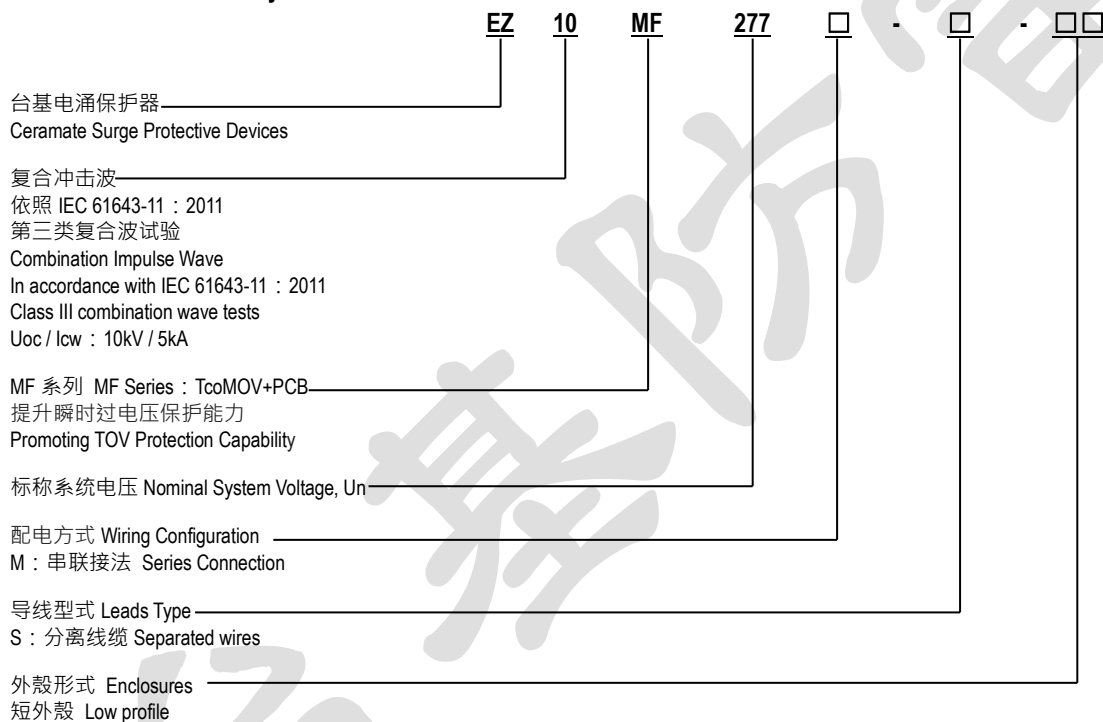 EZ 10 MF 277 □ - □ - □□
台基电涌保护器
Ceramate Surge Protective Devices
复合冲击波
依照 IEC 61643-11：2011
第三类复合波试验
Combination Impulse Wave
In accordance with IEC 61643-11：2011
Class III combination wave tests
Uoc / Icw：10kV / 5kA
MF 系列 MF Series：TcoMOV+PCB
提升瞬时过电压保护能力
Promoting TOV Protection Capability
标称系统电压 Nominal System Voltage, Un
配电方式 Wiring Configuration
M：串联接法 Series Connection
导线型式 Leads Type
S：分离线缆 Separated wires
外殼形式 Enclosures
短外殼 Low profile